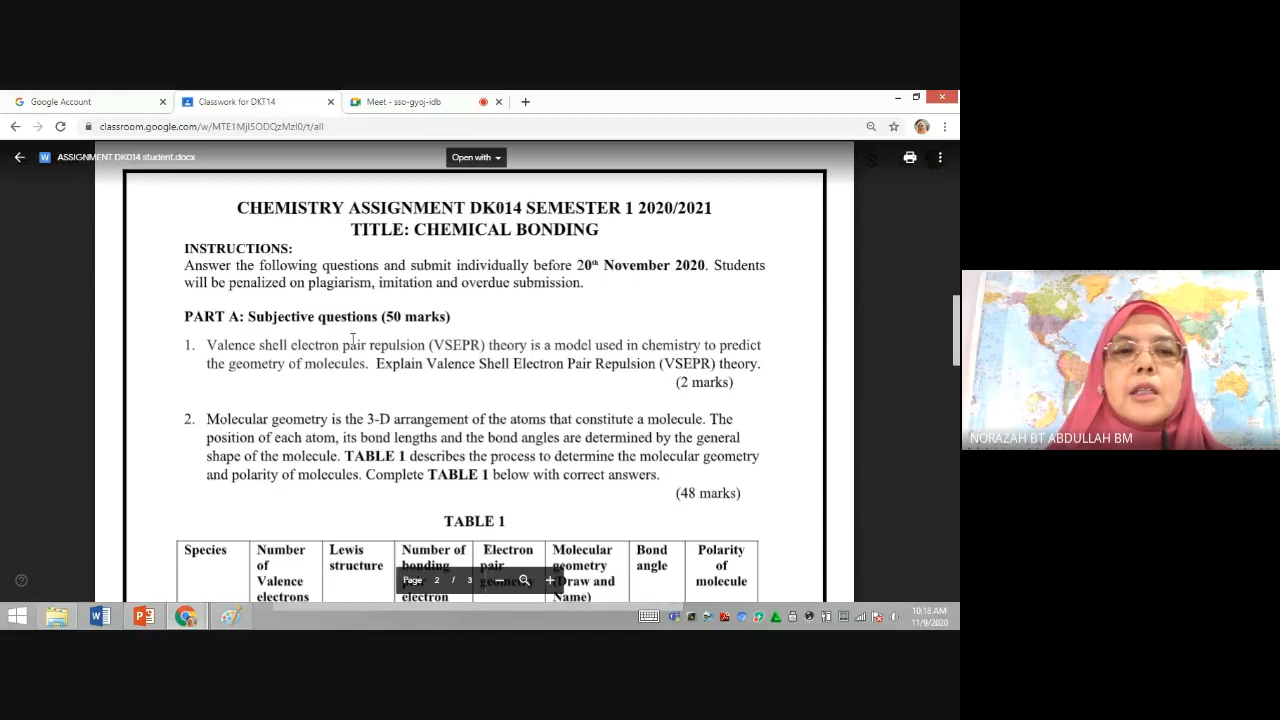 Google Account
Classwork for DKT14
Meet - sso-gyoj-idb
classroom.google.com/w/MTE1MjI5ODQzMzI0/t/all
ASSIGNMENT DK014 student.docx
Open with
CHEMISTRY ASSIGNMENT DK014 SEMESTER 1 2020/2021
TITLE: CHEMICAL BONDING
INSTRUCTIONS:
Answer the following questions and submit individually before 20th November 2020. Students
will be penalized on plagiarism, imitation and overdue submission.
PART A: Subjective questions (50 marks)
1. Valence shell electron pair repulsion (VSEPR) theory is a model used in chemistry to predict
the geometry of molecules. Explain Valence Shell Electron Pair Repulsion (VSEPR) theory.
(2 marks)
2. Molecular geometry is the 3-D arrangement of the atoms that constitute a molecule. The
position of each atom, its bond lengths and the bond angles are determined by the general
shape of the molecule. TABLE 1 describes the process to determine the molecular geometry
and polarity of molecules. Complete TABLE 1 below with correct answers.
(48 marks)
TABLE 1
Species
Number
of
Valence
electrons
Lewis
structure
Number of
bonding
electron
Electron
pair
Molecular
geometry
(Draw and
Name)
Bond
angle
Polarity
of
molecule
Page 2 / 3
10:18 AM
11/9/2020
NORAZAH BT ABDULLAH BM